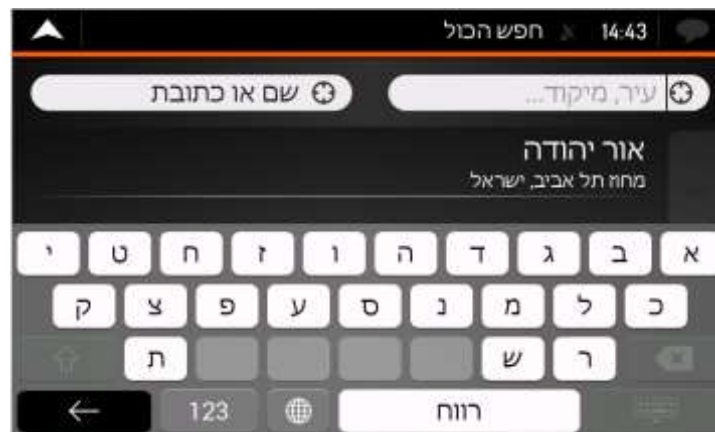 חפש הכול 14:43
עיר, מיקוד... שם או כתובת
אור יהודה
מחוז תל אביב, ישראל
א ב ג ד ה ו ז ח ט י
כ ל מ נ ס ע פ צ ק
ר ש ת
רווח 123